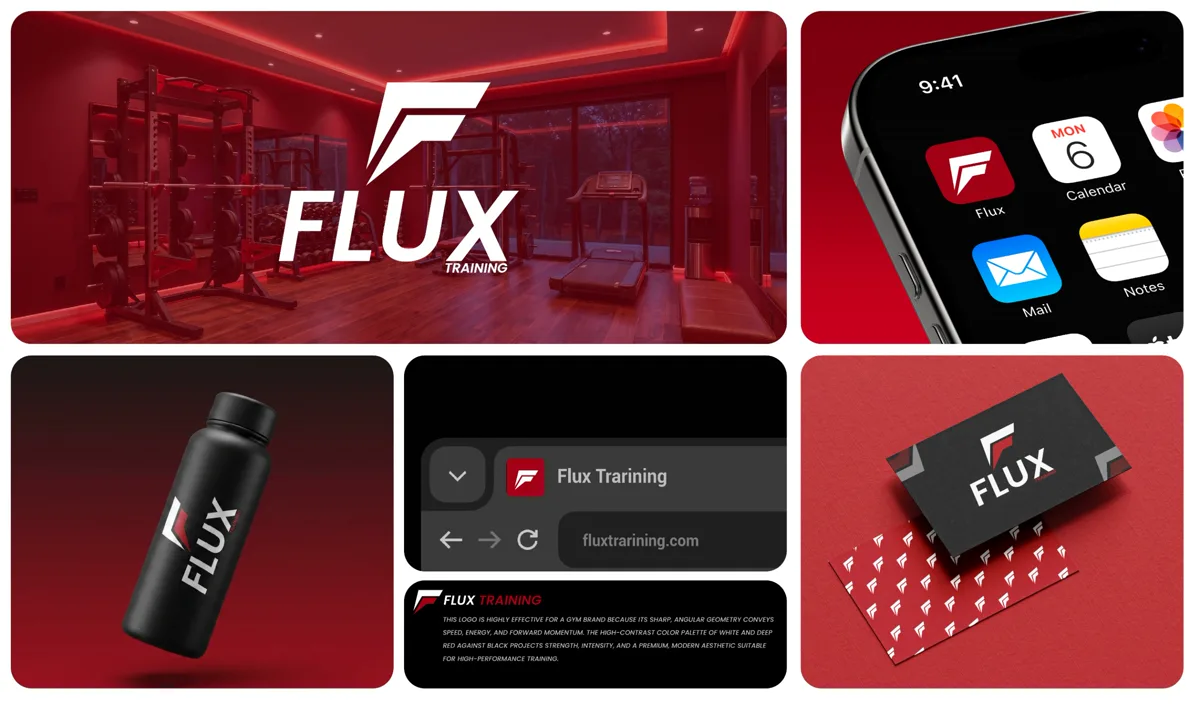 FLUX
TRAINING
9:41
MON
6
Flux
Calendar
Mail
Notes
FLUX
Flux Trarining
fluxtrarining.com
FLUX TRAINING
THIS LOGO IS HIGHLY EFFECTIVE FOR A GYM BRAND BECAUSE ITS SHARP, ANGULAR GEOMETRY CONVEYS
SPEED, ENERGY, AND FORWARD MOMENTUM. THE HIGH-CONTRAST COLOR PALETTE OF WHITE AND DEEP
RED AGAINST BLACK PROJECTS STRENGTH, INTENSITY, AND A PREMIUM, MODERN AESTHETIC SUITABLE
FOR HIGH-PERFORMANCE TRAINING.
FLUX